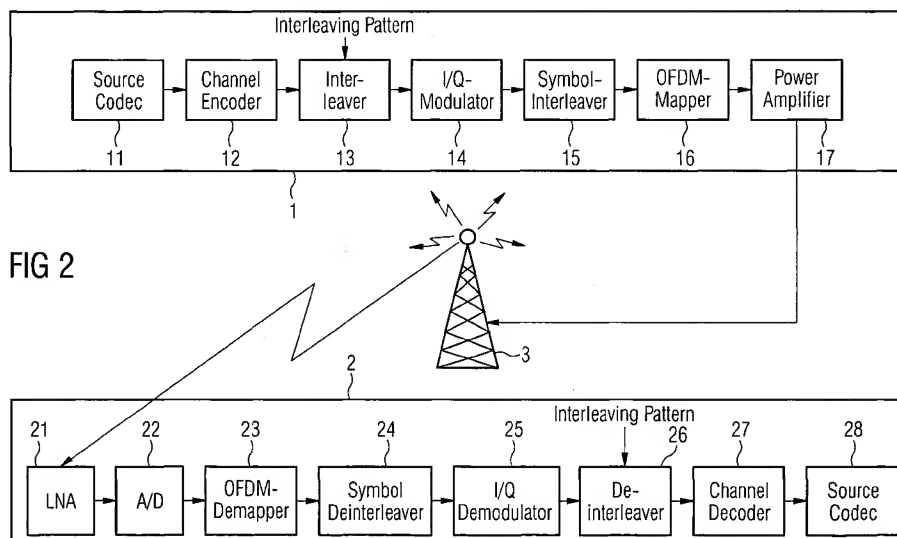 Interleaving Pattern
Source
Codec
Channel
Encoder
Inter-
leaver
I/Q-
Modulator
Symbol-
Interleaver
OFDM-
Mapper
Power
Amplifier
11
12
13
14
15
16
17
1
FIG 2
3
2
Interleaving Pattern
21
22
23
24
25
26
27
28
LNA
A/D
OFDM-
Demapper
Symbol
Deinterleaver
I/Q
Demodulator
De-
interleaver
Channel
Decoder
Source
Codec